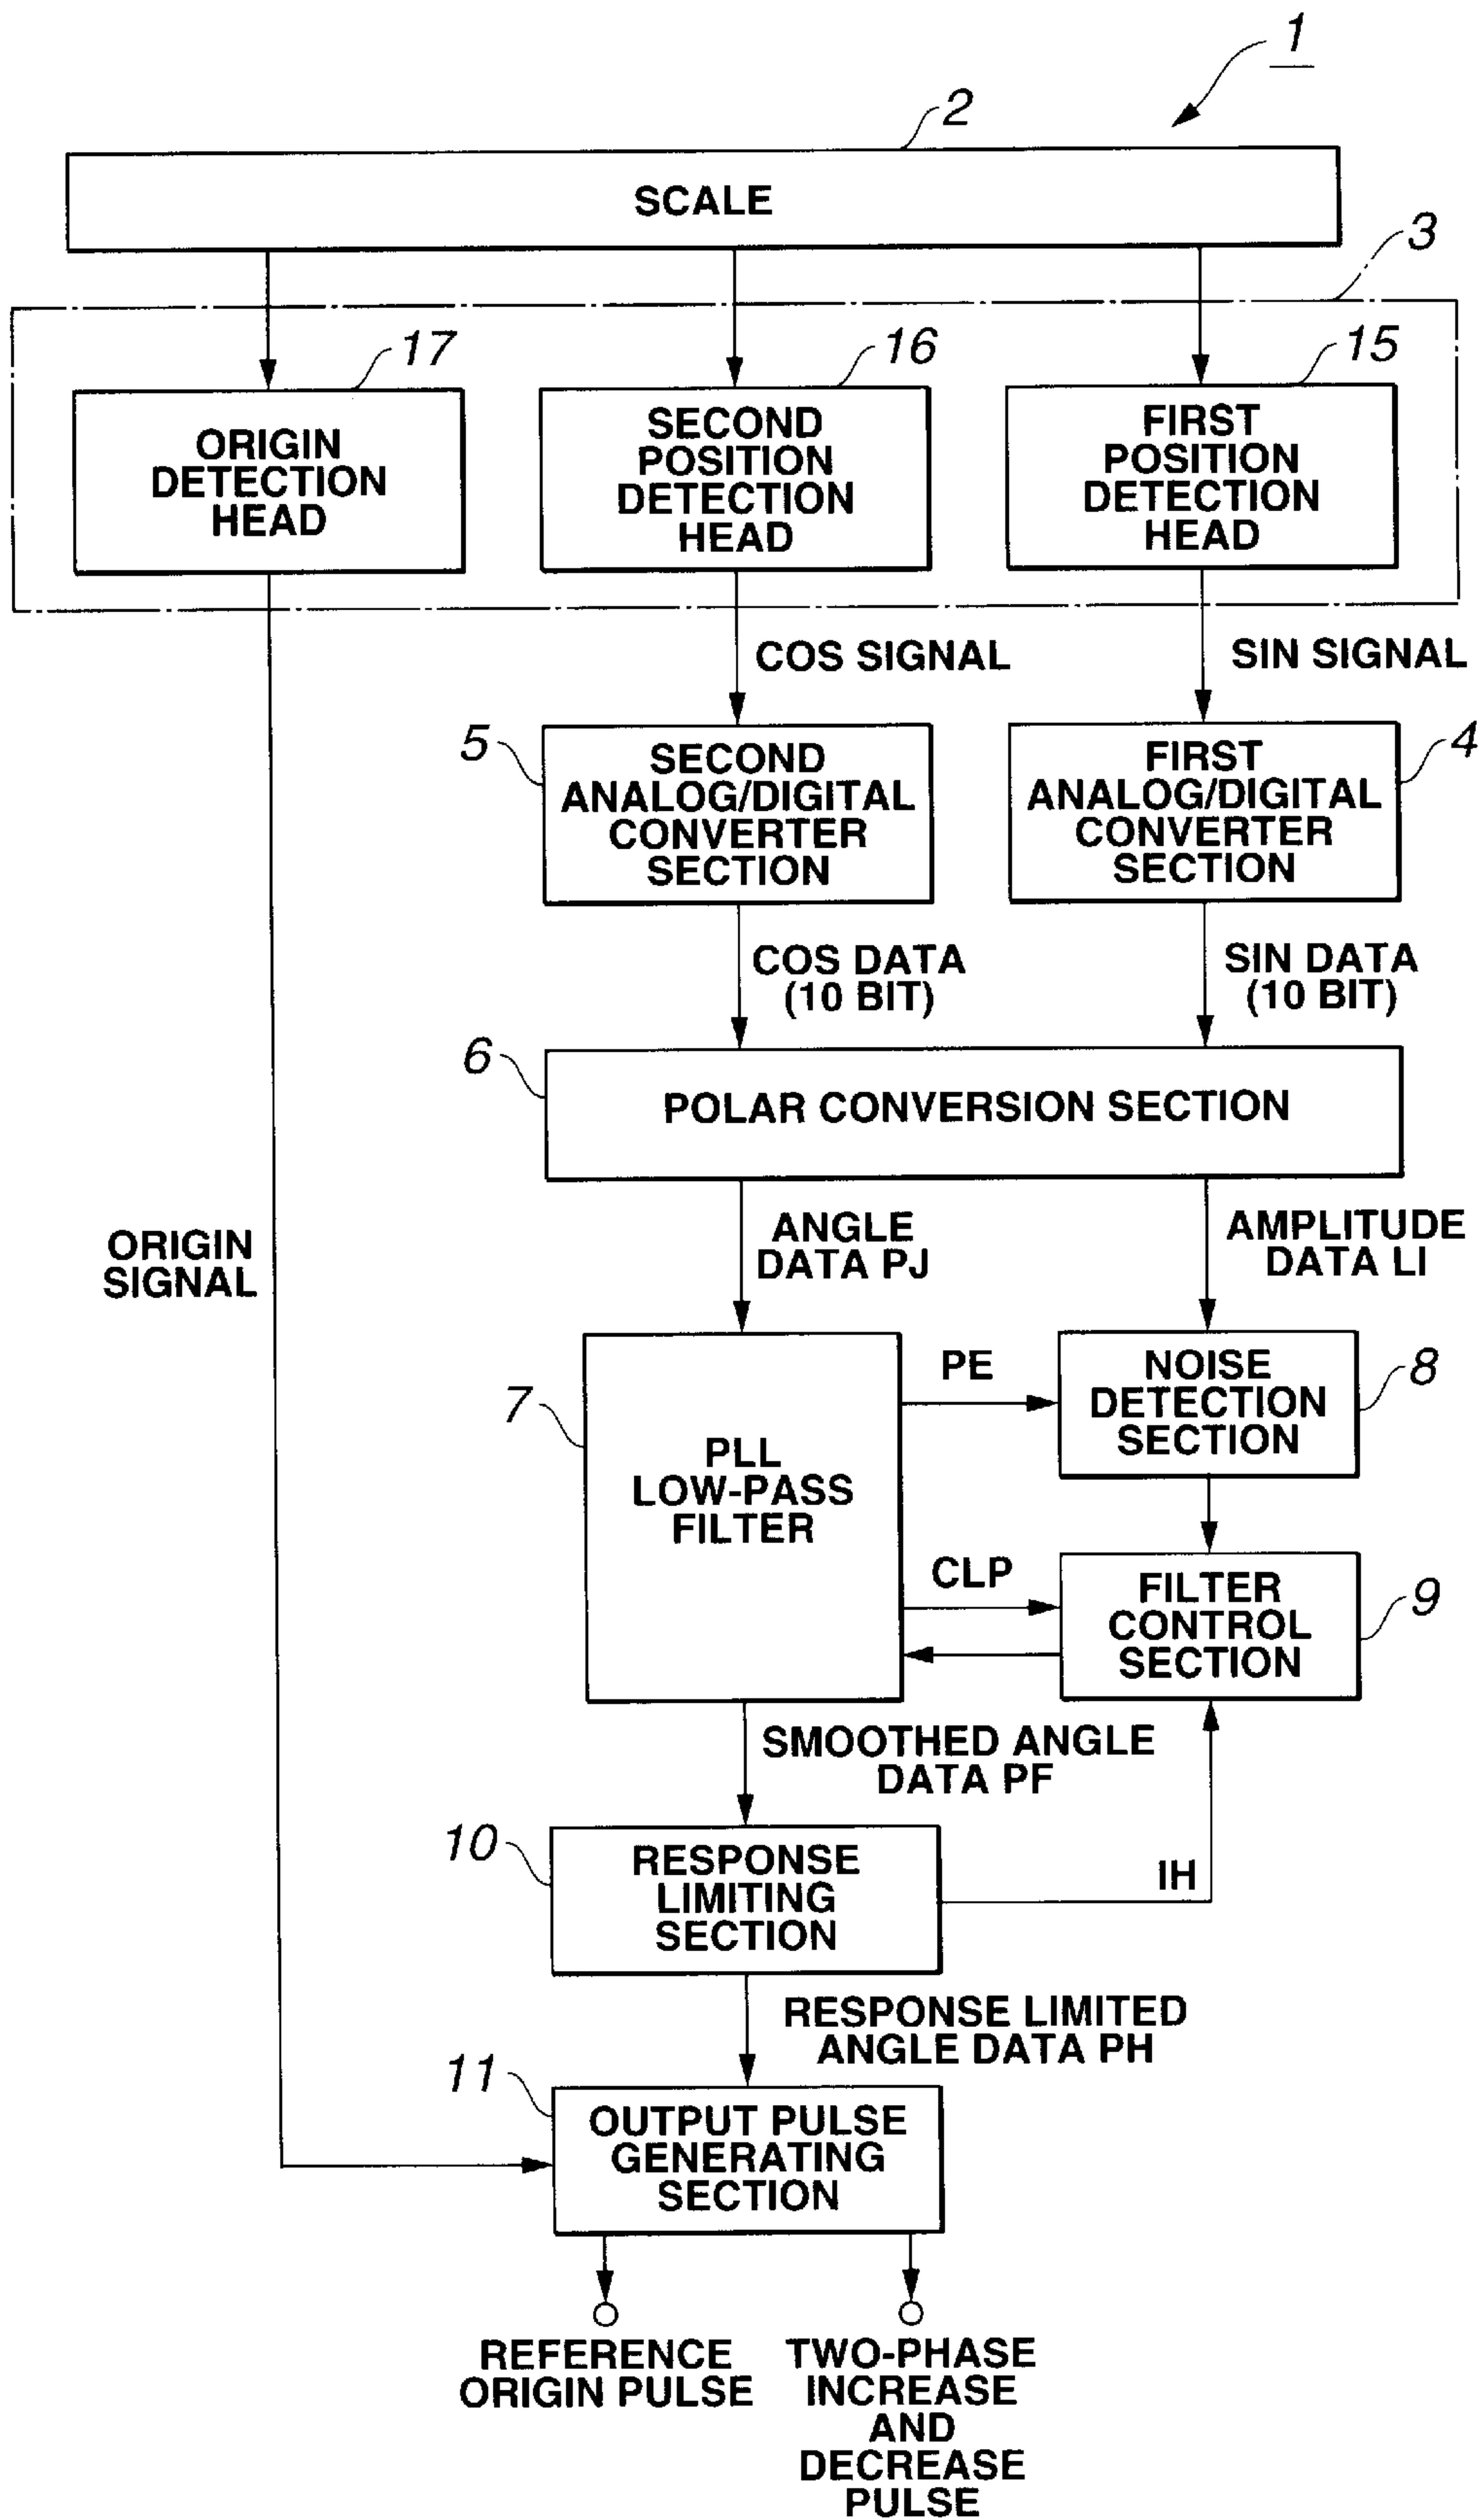 1
2
SCALE
3
17
16
15
ORIGIN
DETECTION
HEAD
SECOND
POSITION
DETECTION
HEAD
FIRST
POSITION
DETECTION
HEAD
COS SIGNAL
SIN SIGNAL
5
SECOND
ANALOG/DIGITAL
CONVERTER
SECTION
FIRST
ANALOG/DIGITAL
CONVERTER
SECTION
4
COS DATA
(10 BIT)
SIN DATA
(10 BIT)
6
POLAR CONVERSION SECTION
ORIGIN
SIGNAL
ANGLE
DATA PJ
AMPLITUDE
DATA LI
7
PLL
LOW-PASS
FILTER
PE
NOISE
DETECTION
SECTION
8
CLP
FILTER
CONTROL
SECTION
9
SMOOTHED ANGLE
DATA PF
10
RESPONSE
LIMITING
SECTION
IH
RESPONSE LIMITED
ANGLE DATA PH
11
OUTPUT PULSE
GENERATING
SECTION
REFERENCE
ORIGIN PULSE
TWO-PHASE
INCREASE
AND
DECREASE
PULSE